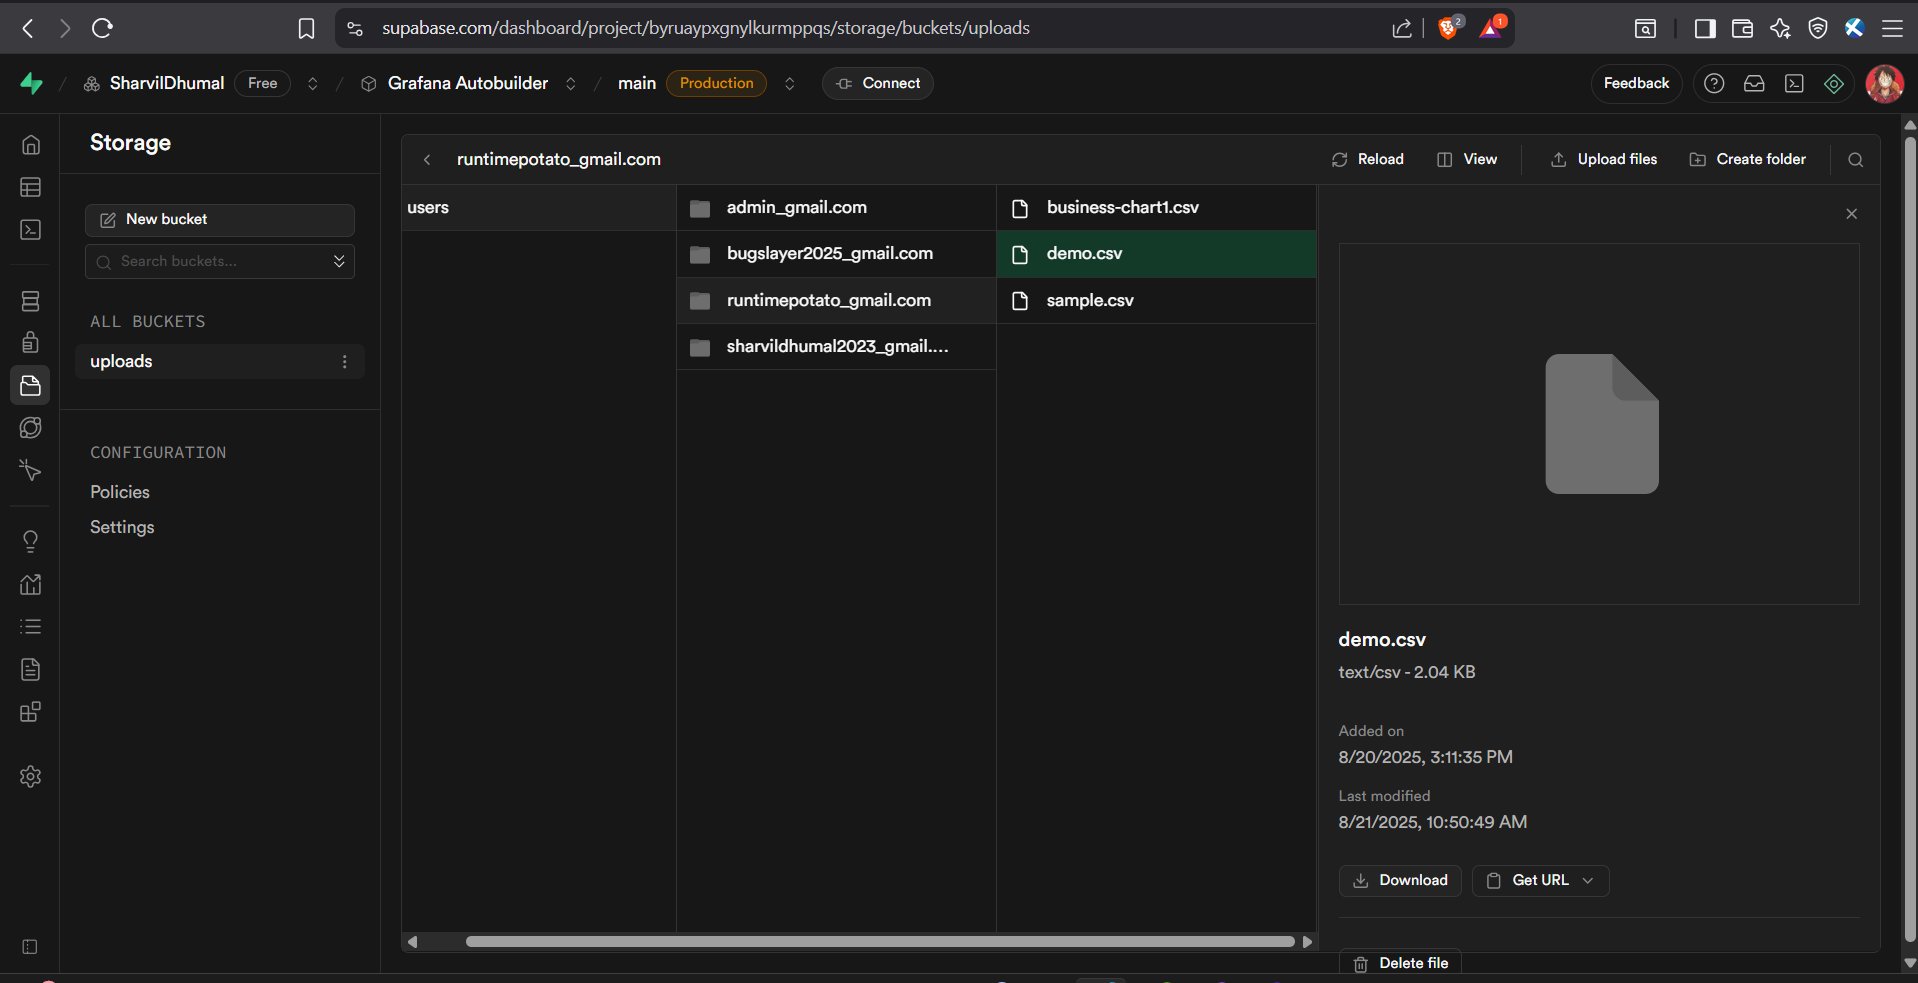 supabase.com/dashboard/project/byruaypxgnylkurmppqs/storage/buckets/uploads
2
1
SharvilDhumal Free / Grafana Autobuilder / main Production Connect
Feedback
Storage
New bucket
Search buckets...
ALL BUCKETS
uploads
CONFIGURATION
Policies
Settings
runtimepotato_gmail.com
Reload View Upload files Create folder
users
admin_gmail.com
bugslayer2025_gmail.com
runtimepotato_gmail.com
sharvildhumal2023_gmail....
business-chart1.csv
demo.csv
sample.csv
demo.csv
text/csv - 2.04 KB
Added on
8/20/2025, 3:11:35 PM
Last modified
8/21/2025, 10:50:49 AM
Download Get URL
Delete file